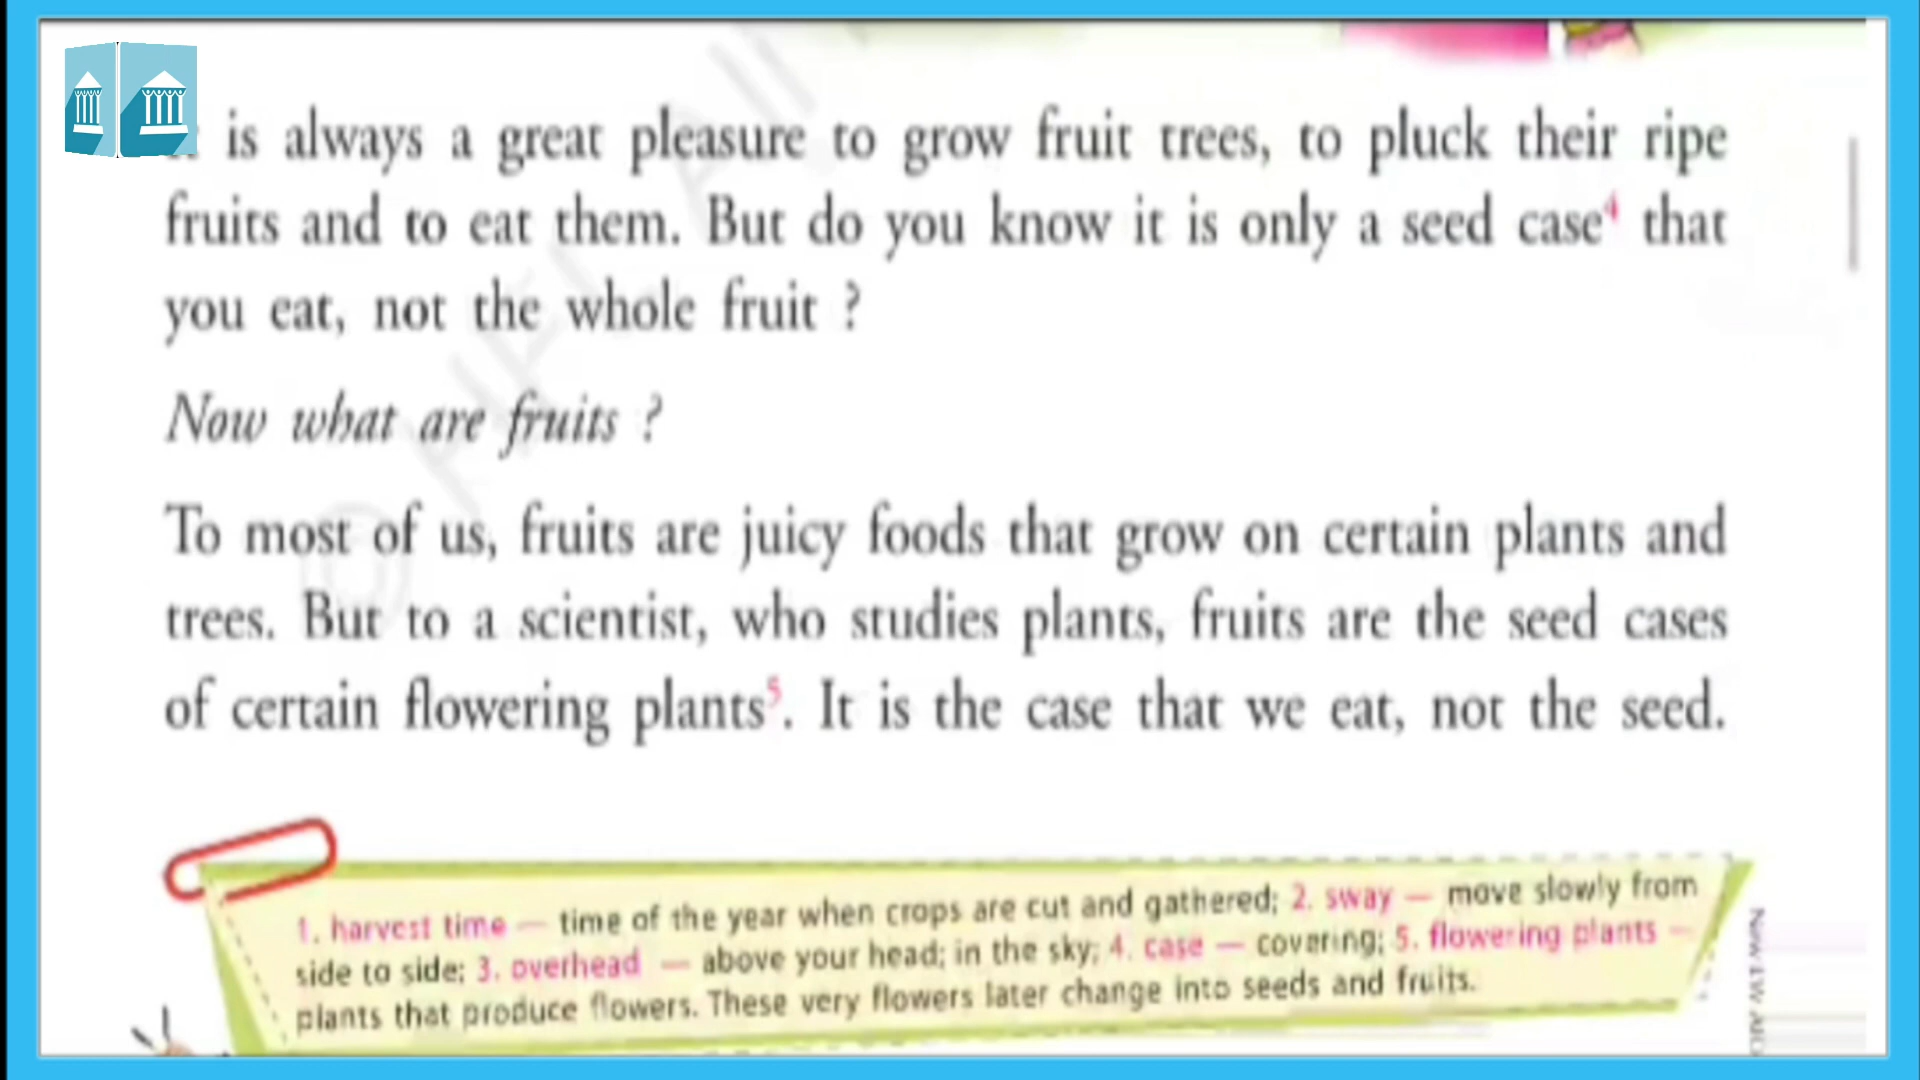 is always a great pleasure to grow fruit trees, to pluck their ripe
fruits and to eat them. But do you know it is only a seed case⁴ that
you eat, not the whole fruit ?
Now what are fruits ?
To most of us, fruits are juicy foods that grow on certain plants and
trees. But to a scientist, who studies plants, fruits are the seed cases
of certain flowering plants⁵. It is the case that we eat, not the seed.
1. harvest time — time of the year when crops are cut and gathered; 2. sway — move slowly from
side to side; 3. overhead — above your head; in the sky; 4. case — covering; 5. flowering plants —
plants that produce flowers. These very flowers later change into seeds and fruits.